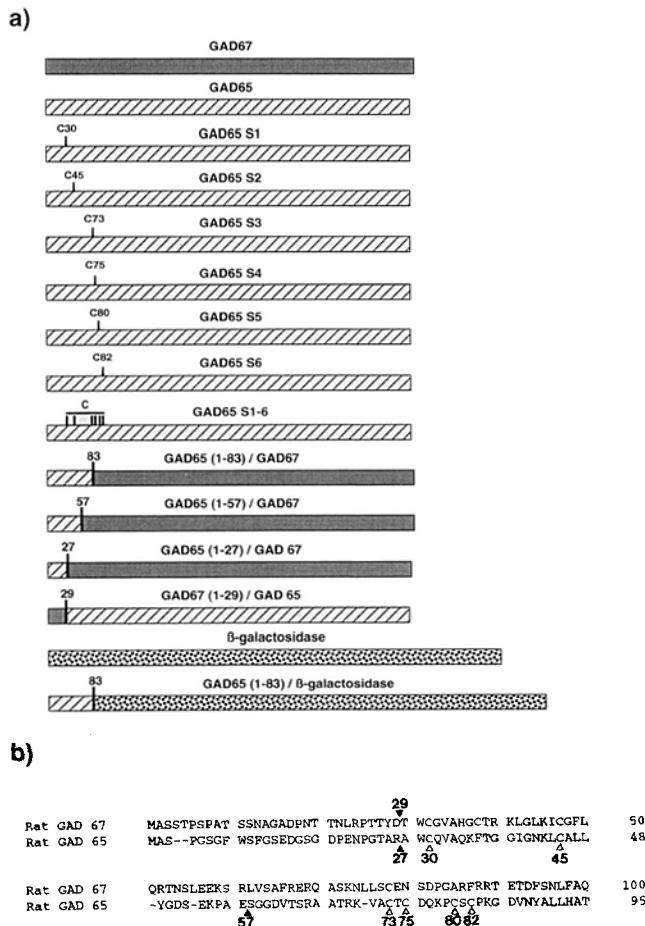 a)
GAD67
GAD65
C30 GAD65 S1
C45 GAD65 S2
C73 GAD65 S3
C75 GAD65 S4
C80 GAD65 S5
C82 GAD65 S6
C GAD65 S1-6
83 GAD65 (1-83) / GAD67
57 GAD65 (1-57) / GAD67
27 GAD65 (1-27) / GAD 67
29 GAD67 (1-29) / GAD 65
ß-galactosidase
83 GAD65 (1-83) / ß-galactosidase
b)
29
Rat GAD 67 MASSTPSPAT SSNAGADPNT TNLRPTTYDT WCGVAHGCTR KLGLKICGFL 50
Rat GAD 65 MAS--PGSGF WSFGSEDGSG DPENPGTARA WCQVAQKFTG GIGNKLCALL 48
27 30 45
Rat GAD 67 QRTNSLEEKS RLVSAFRERQ ASKNLLSCEN SDPGARFRRT ETDFSNLFAQ 100
Rat GAD 65 -YGDS-EKPA ESGGDVTSRA ATRK-VACTC DQKPCSCPKG DVNYALLHAT 95
57 73 75 80 82